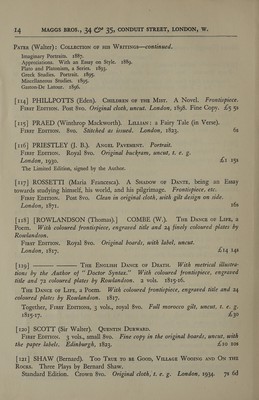 14 MAGGS BROS., 34 & 35, CONDUIT STREET, LONDON, W.
PATER (Walter): COLLECTION OF HIS WRITINGS—continued.
Imaginary Portraits. 1887.
Appreciations. With an Essay on Style. 1889.
Plato and Platonism, a Series. 1893.
Greek Studies. Portrait. 1895.
Miscellaneous Studies. 1895.
Gaston-De Latour. 1896.
[114] PHILLPOTTS (Eden). CHILDREN OF THE MIST. A Novel. Frontispiece.
FIRST EDITION. Post 8vo. Original cloth, uncut. London, 1898. Fine Copy. £5 5s
[115] PRAED (Winthrop Mackworth). LILLIAN: a Fairy Tale (in Verse).
FIRST EDITION. 8vo. Stitched as issued. London, 1823. 6s
[116] PRIESTLEY (J. B.). ANGEL PAVEMENT. Portrait.
FIRST EDITION. Royal 8vo. Original buckram, uncut, t. e. g.
London, 1930. £1 15s
The Limited Edition, signed by the Author.
[117] ROSSETTI (Maria Francesca). A SHADOW OF DANTE, being an Essay
towards studying himself, his world, and his pilgrimage. Frontispiece, etc.
FIRST EDITION. Post 8vo. Clean in original cloth, with gilt design on side.
London, 1871. 18s
[118] [ROWLANDSON (Thomas).] COMBE (W.). THE DANCE OF LIFE, a
Poem. With coloured frontispiece, engraved title and 24 finely coloured plates by
Rowlandson.
FIRST EDITION. Royal 8vo. Original boards, with label, uncut.
London, 1817. £14 14s
[119] ——— THE ENGLISH DANCE OF DEATH. With metrical illustra-
tions by the Author of "Doctor Syntax." With coloured frontispiece, engraved
title and 72 coloured plates by Rowlandson. 2 vols. 1815-16.
THE DANCE OF LIFE, a Poem. With coloured frontispiece, engraved title and 24
coloured plates by Rowlandson. 1817.
Together, FIRST EDITIONS, 3 vols., royal 8vo. Full morocco gilt, uncut, t. e. g.
1815-17. £30
[120] SCOTT (Sir Walter). QUENTIN DURWARD.
FIRST EDITION. 3 vols., small 8vo. Fine copy in the original boards, uncut, with
the paper labels. Edinburgh, 1823. £10 10s
[121] SHAW (Bernard). TOO TRUE TO BE GOOD, VILLAGE WOOING AND ON THE
ROCKS. Three Plays by Bernard Shaw.
Standard Edition. Crown 8vo. Original cloth, t. e. g. London, 1934. 7s 6d